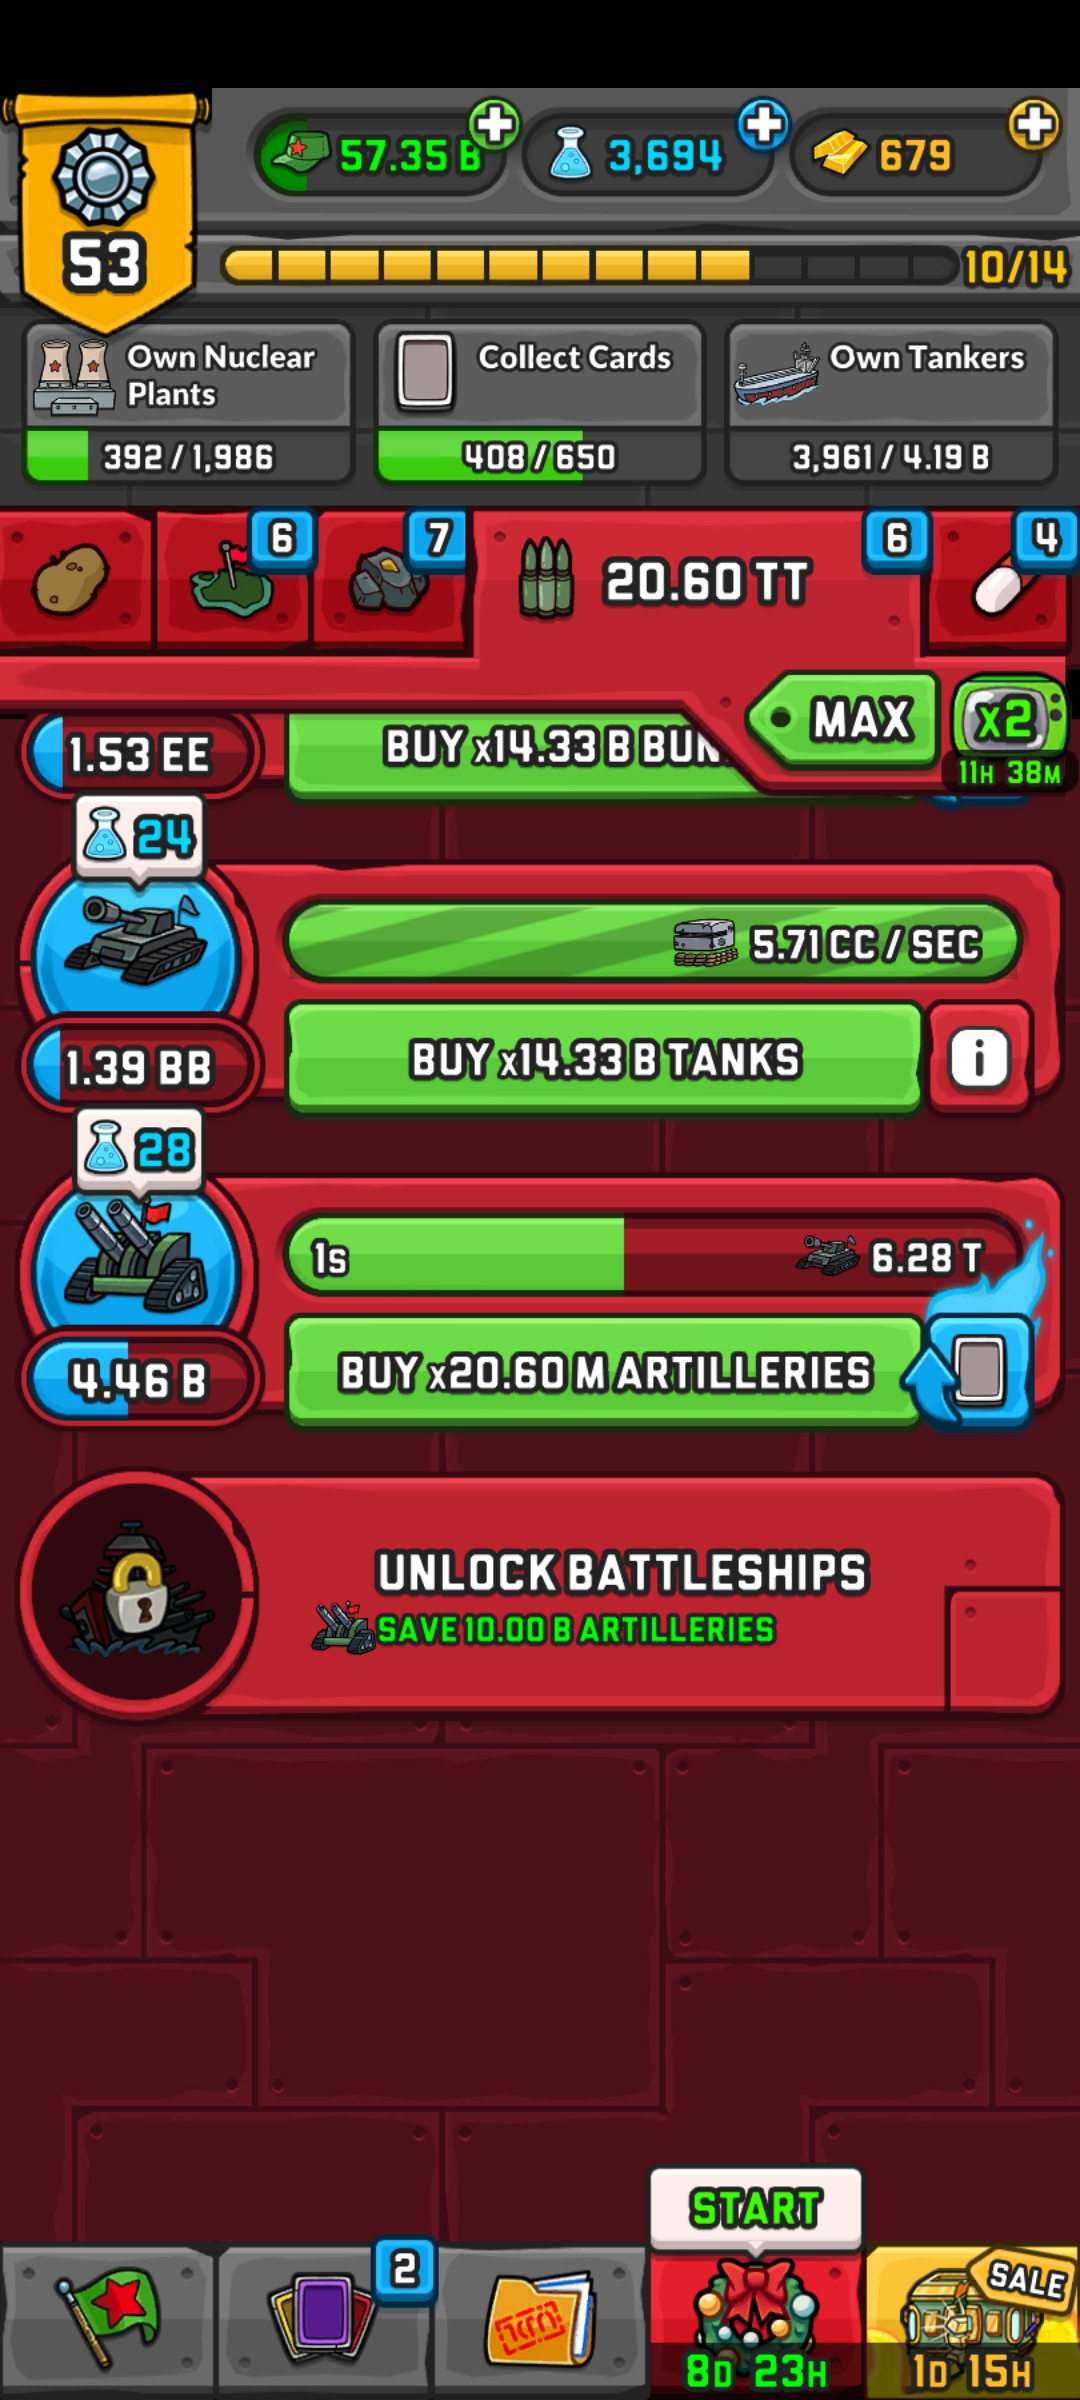 57.35 B
3,694
679
53
10/14
Own Nuclear
Plants
Collect Cards
Own Tankers
392 / 1,986
408 / 650
3,961 / 4.19 B
6
7
20.60 TT
6
4
MAX
x2
11H 38M
1.53 EE
BUY x14.33 B BUN
24
5.71 CC / SEC
1.39 BB
BUY x14.33 B TANKS
i
28
1s
6.28 T
4.46 B
BUY x20.60 M ARTILLERIES
UNLOCK BATTLESHIPS
SAVE 10.00 B ARTILLERIES
START
2
SALE
8D 23H
1D 15H